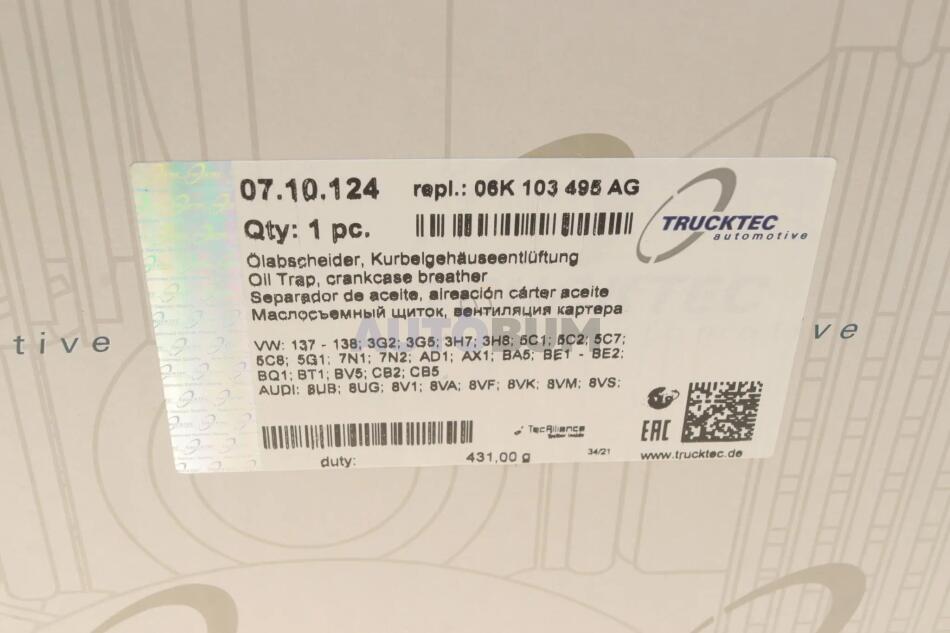 07.10.124 repl.: 06K 103 495 AG
Qty: 1 pc.
TRUCKTEC
automotive
Ölabscheider, Kurbelgehäuseentlüftung
Oil Trap, crankcase breather
Separador de aceite, aireación cárter aceite
Маслосъемный щиток, вентиляция картера
AUTOBUM
tive
ve
VW: 137 - 138; 3G2; 3G5; 3H7; 3H8; 5C1; 5C2; 5C7;
5C8; 5G1; 7N1; 7N2; AD1; AX1; BA5; BE1 - BE2;
BQ1; BT1; BV5; CB2; CB5
AUDI: 8UB; 8UG; 8V1; 8VA; 8VF; 8VK; 8VM; 8VS;
TecAlliance
EAC
duty: 431,00 g 34/21 www.trucktec.de